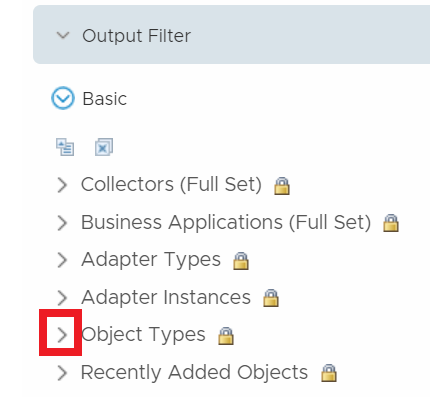 Output Filter
Basic
Collectors (Full Set)
Business Applications (Full Set)
Adapter Types
Adapter Instances
Object Types
Recently Added Objects